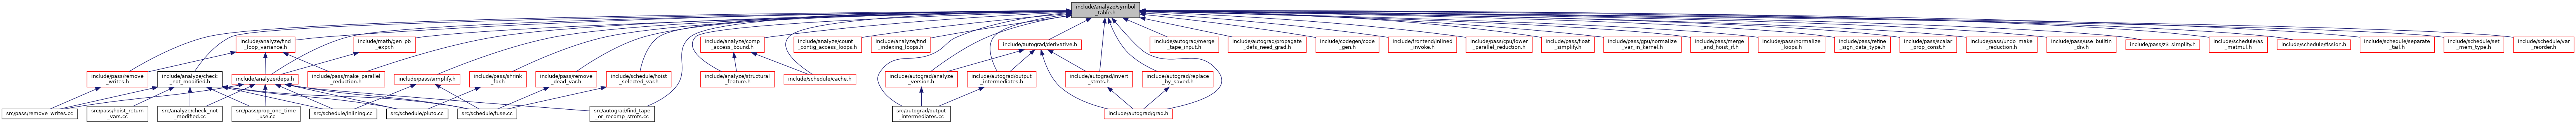 include/analyze/symbol
_table.h
include/analyze/find
_loop_variance.h
include/math/gen_pb
_expr.h
include/analyze/comp
_access_bound.h
include/analyze/count
_contig_access_loops.h
include/analyze/find
_indexing_loops.h
include/autograd/derivative.h
include/autograd/merge
_tape_input.h
include/autograd/propagate
_defs_need_grad.h
include/codegen/code
_gen.h
include/frontend/inlined
_invoke.h
include/pass/cpu/lower
_parallel_reduction.h
include/pass/float
_simplify.h
include/pass/gpu/normalize
_var_in_kernel.h
include/pass/merge
_and_hoist_if.h
include/pass/normalize
_loops.h
include/pass/refine
_sign_data_type.h
include/pass/scalar
_prop_const.h
include/pass/undo_make
_reduction.h
include/pass/use_builtin
_div.h
include/pass/z3_simplify.h
include/schedule/as
_matmul.h
include/schedule/fission.h
include/schedule/separate
_tail.h
include/schedule/set
_mem_type.h
include/schedule/var
_reorder.h
include/pass/remove
_writes.h
include/analyze/check
_not_modified.h
include/analyze/deps.h
include/pass/make_parallel
_reduction.h
include/pass/simplify.h
include/pass/shrink
_for.h
include/pass/remove
_dead_var.h
include/schedule/hoist
_selected_var.h
include/analyze/structural
_feature.h
include/schedule/cache.h
include/autograd/analyze
_version.h
include/autograd/output
_intermediates.h
include/autograd/invert
_stmts.h
include/autograd/replace
_by_saved.h
src/pass/remove_writes.cc
src/pass/hoist_return
_vars.cc
src/analyze/check_not
_modified.cc
src/pass/prop_one_time
_use.cc
src/schedule/inlining.cc
src/schedule/pluto.cc
src/schedule/fuse.cc
src/autograd/find_tape
_or_recomp_stmts.cc
src/autograd/output
_intermediates.cc
include/autograd/grad.h